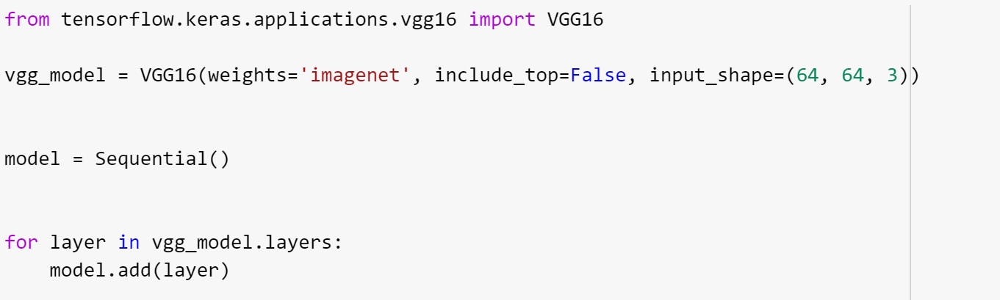 from tensorflow.keras.applications.vgg16 import VGG16
vgg_model = VGG16(weights='imagenet', include_top=False, input_shape=(64, 64, 3))
model = Sequential()
for layer in vgg_model.layers:
    model.add(layer)